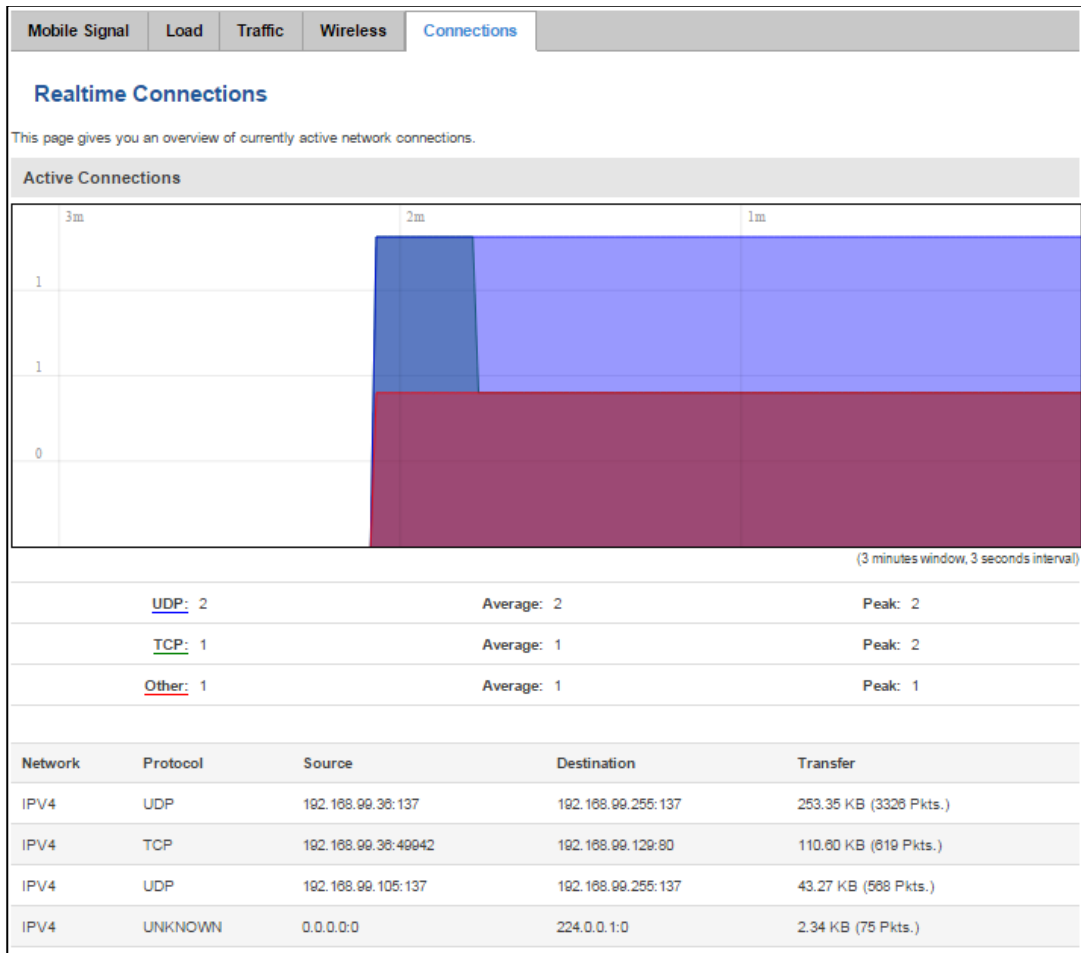 Mobile Signal Load Traffic Wireless Connections
Realtime Connections
This page gives you an overview of currently active network connections.
Active Connections
3m 2m 1m
1
1
0
(3 minutes window, 3 seconds interval)
UDP: 2 Average: 2 Peak: 2
TCP: 1 Average: 1 Peak: 2
Other: 1 Average: 1 Peak: 1
Network Protocol Source Destination Transfer
IPV4 UDP 192.168.99.36:137 192.168.99.255:137 253.35 KB (3326 Pkts.)
IPV4 TCP 192.168.99.36:49942 192.168.99.129:80 110.60 KB (619 Pkts.)
IPV4 UDP 192.168.99.105:137 192.168.99.255:137 43.27 KB (568 Pkts.)
IPV4 UNKNOWN 0.0.0.0:0 224.0.0.1:0 2.34 KB (75 Pkts.)